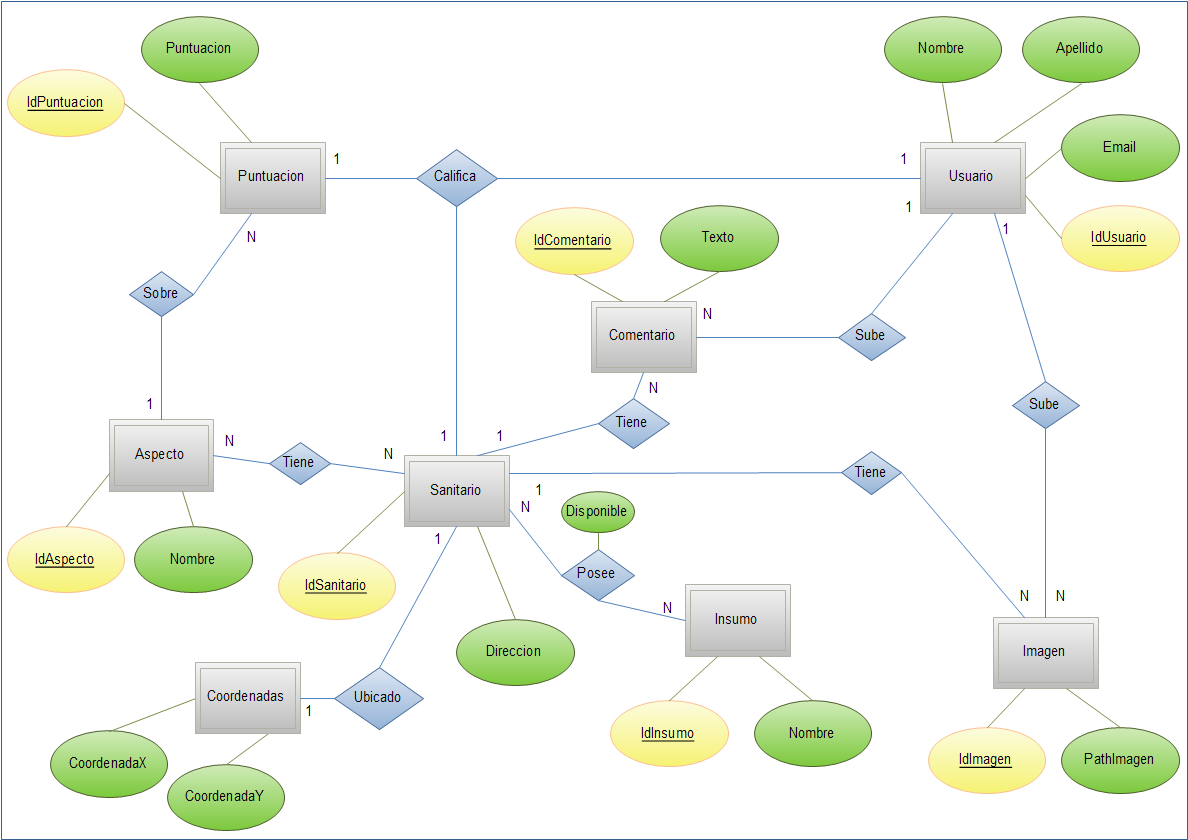 Puntuacion
Nombre
Apellido
IdPuntuacion
Email
Puntuacion
1
Califica
1
Usuario
1
N
IdComentario
Texto
1
IdUsuario
Sobre
Comentario
N
Sube
1
N
Sube
Aspecto
N
Tiene
N
1
1
Tiene
Sanitario
1
N
Disponible
Tiene
IdAspecto
Nombre
1
IdSanitario
Posee
N
Insumo
N
N
Direccion
Imagen
Coordenadas
1
Ubicado
CoordenadaX
IdInsumo
Nombre
IdImagen
PathImagen
CoordenadaY